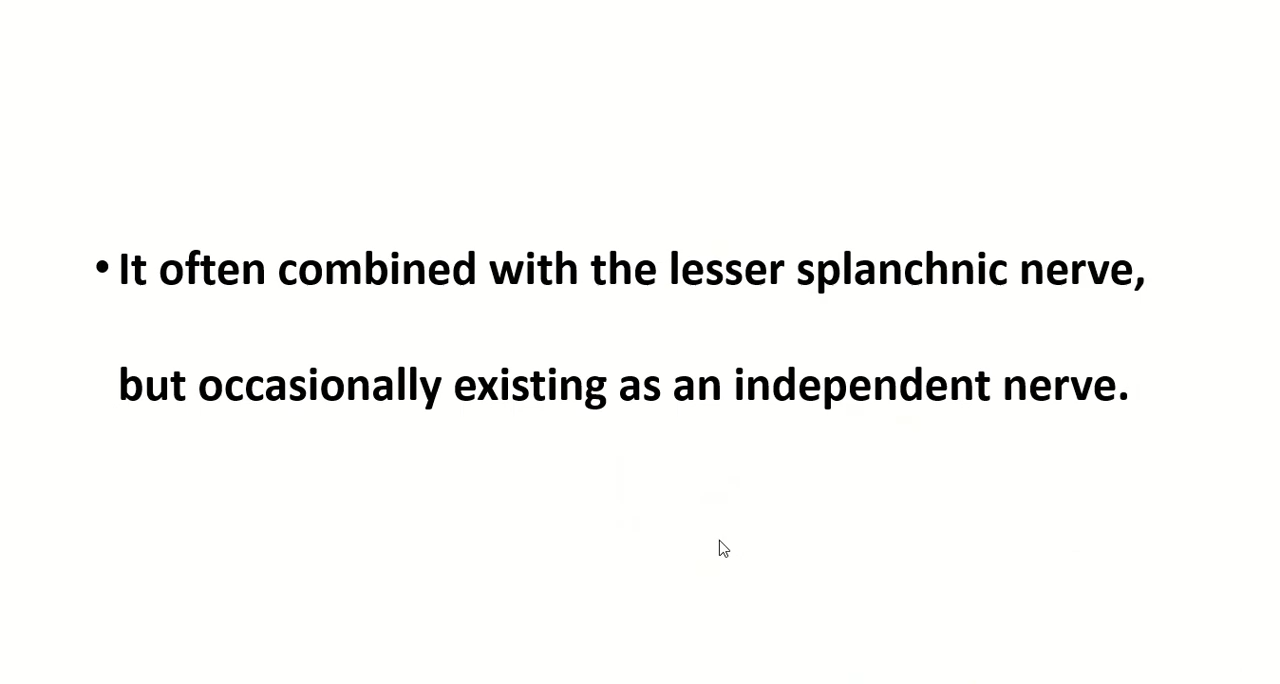 • It often combined with the lesser splanchnic nerve,
but occasionally existing as an independent nerve.